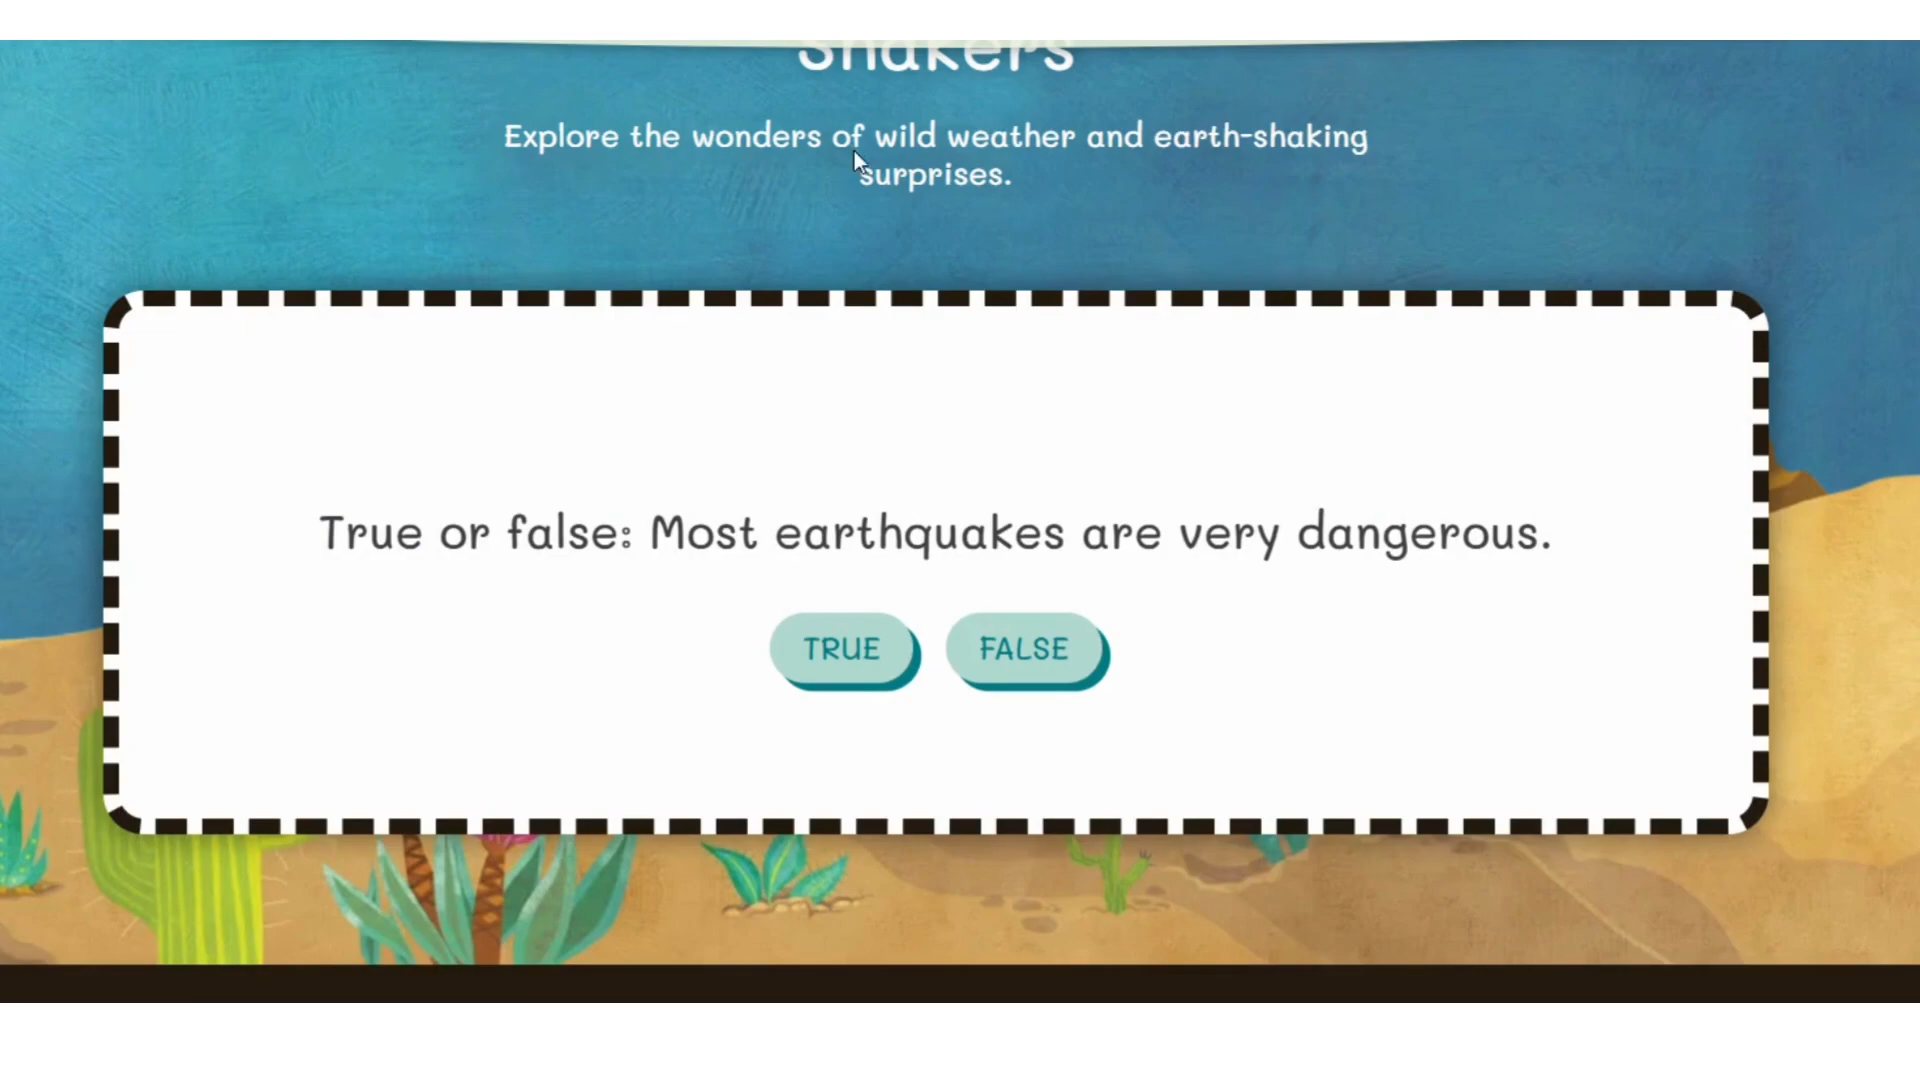 Shakers
Explore the wonders of wild weather and earth-shaking
surprises.
True or false: Most earthquakes are very dangerous.
TRUE FALSE